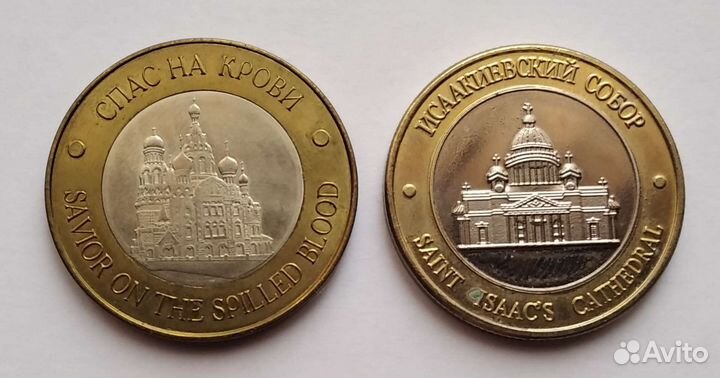 СПАС НА КРОВИ
SAVIOR ON THE SPILLED BLOOD
ИСААКИЕВСКИЙ СОБОР
SAINT ISAAC'S CATHEDRAL
Avito